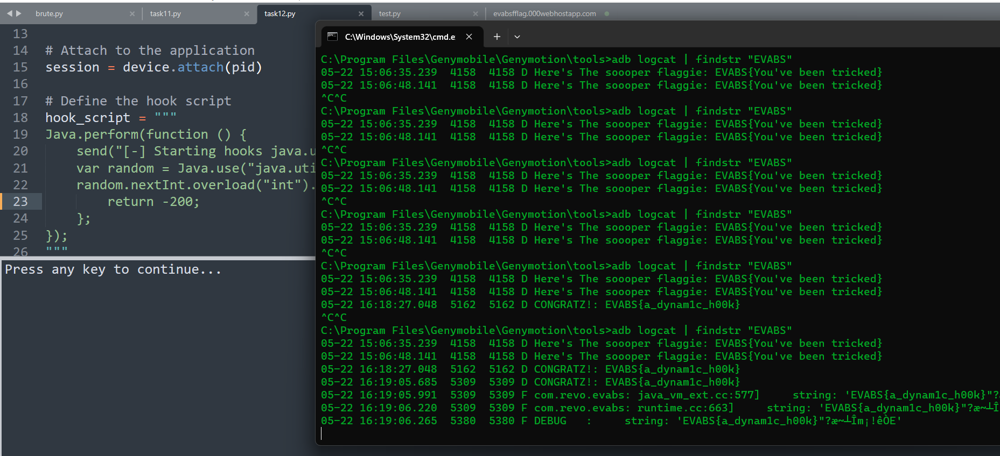 brute.py
task11.py
task12.py
test.py
evabsfflag.000webhostapp.com
13
14 # Attach to the application
15 session = device.attach(pid)
16
17 # Define the hook script
18 hook_script = """
19 Java.perform(function () {
20 send("[-] Starting hooks java.u
21 var random = Java.use("java.uti
22 random.nextInt.overload("int").
23 return -200;
24 };
25 });
26 """
Press any key to continue...
C:\Windows\System32\cmd.e
C:\Program Files\Genymobile\Genymotion\tools>adb logcat | findstr "EVABS"
05-22 15:06:35.239 4158 4158 D Here's The soooper flaggie: EVABS{You've been tricked}
05-22 15:06:48.141 4158 4158 D Here's The soooper flaggie: EVABS{You've been tricked}
^C^C
C:\Program Files\Genymobile\Genymotion\tools>adb logcat | findstr "EVABS"
05-22 15:06:35.239 4158 4158 D Here's The soooper flaggie: EVABS{You've been tricked}
05-22 15:06:48.141 4158 4158 D Here's The soooper flaggie: EVABS{You've been tricked}
^C^C
C:\Program Files\Genymobile\Genymotion\tools>adb logcat | findstr "EVABS"
05-22 15:06:35.239 4158 4158 D Here's The soooper flaggie: EVABS{You've been tricked}
05-22 15:06:48.141 4158 4158 D Here's The soooper flaggie: EVABS{You've been tricked}
^C^C
C:\Program Files\Genymobile\Genymotion\tools>adb logcat | findstr "EVABS"
05-22 15:06:35.239 4158 4158 D Here's The soooper flaggie: EVABS{You've been tricked}
05-22 15:06:48.141 4158 4158 D Here's The soooper flaggie: EVABS{You've been tricked}
^C^C
C:\Program Files\Genymobile\Genymotion\tools>adb logcat | findstr "EVABS"
05-22 15:06:35.239 4158 4158 D Here's The soooper flaggie: EVABS{You've been tricked}
05-22 15:06:48.141 4158 4158 D Here's The soooper flaggie: EVABS{You've been tricked}
05-22 16:18:27.048 5162 5162 D CONGRATZ!: EVABS{a_dynam1c_h00k}
^C^C
C:\Program Files\Genymobile\Genymotion\tools>adb logcat | findstr "EVABS"
05-22 15:06:35.239 4158 4158 D Here's The soooper flaggie: EVABS{You've been tricked}
05-22 15:06:48.141 4158 4158 D Here's The soooper flaggie: EVABS{You've been tricked}
05-22 16:18:27.048 5162 5162 D CONGRATZ!: EVABS{a_dynam1c_h00k}
05-22 16:19:05.685 5309 5309 D CONGRATZ!: EVABS{a_dynam1c_h00k}
05-22 16:19:05.991 5309 5309 F com.revo.evabs: java_vm_ext.cc:577] string: 'EVABS{a_dynam1c_h00k}"?
05-22 16:19:06.220 5309 5309 F com.revo.evabs: runtime.cc:663] string: 'EVABS{a_dynam1c_h00k}"?æ~┴Î
05-22 16:19:06.265 5380 5380 F DEBUG : string: 'EVABS{a_dynam1c_h00k}"?æ~┴Îm¡!êÒE'